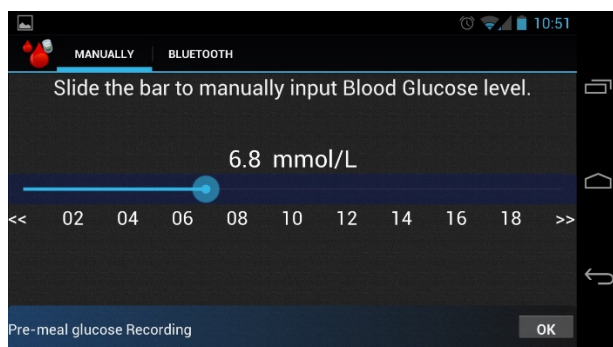 10:51
MANUALLY BLUETOOTH
Slide the bar to manually input Blood Glucose level.
6.8 mmol/L
<< 02 04 06 08 10 12 14 16 18 >>
Pre-meal glucose Recording OK